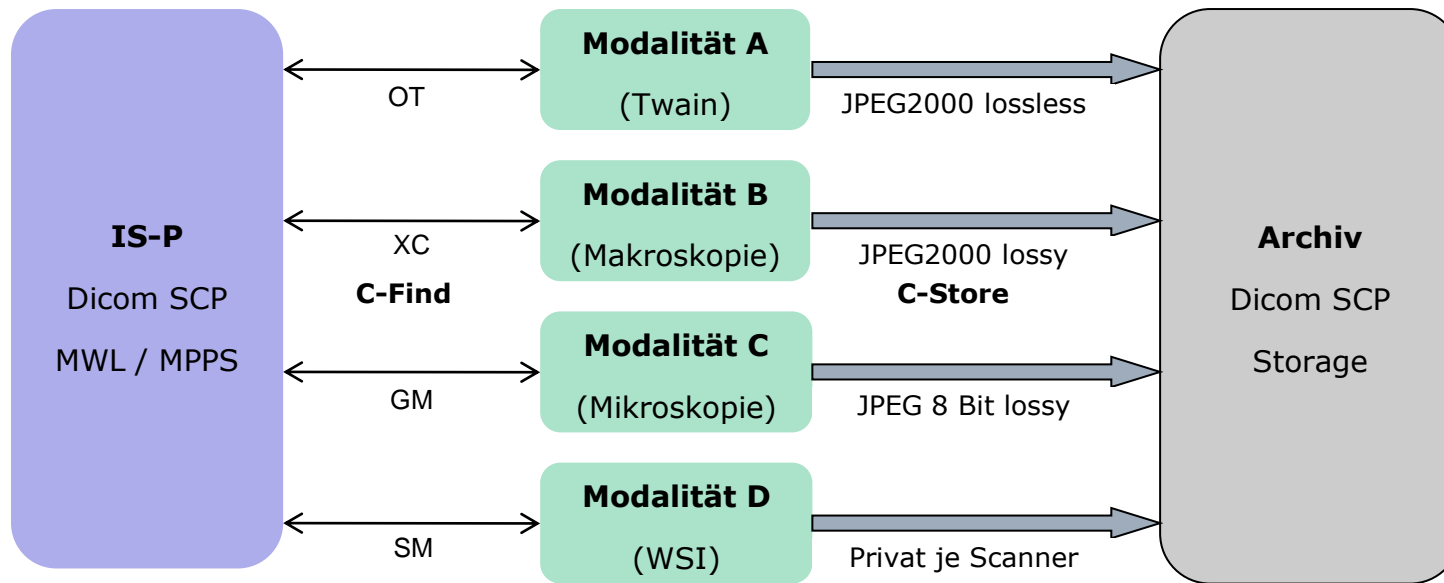 IS-P
Dicom SCP
MWL / MPPS
OT
XC
C-Find
GM
SM
Modalität A
(Twain)
Modalität B
(Makroskopie)
Modalität C
(Mikroskopie)
Modalität D
(WSI)
JPEG2000 lossless
JPEG2000 lossy
C-Store
JPEG 8 Bit lossy
Privat je Scanner
Archiv
Dicom SCP
Storage